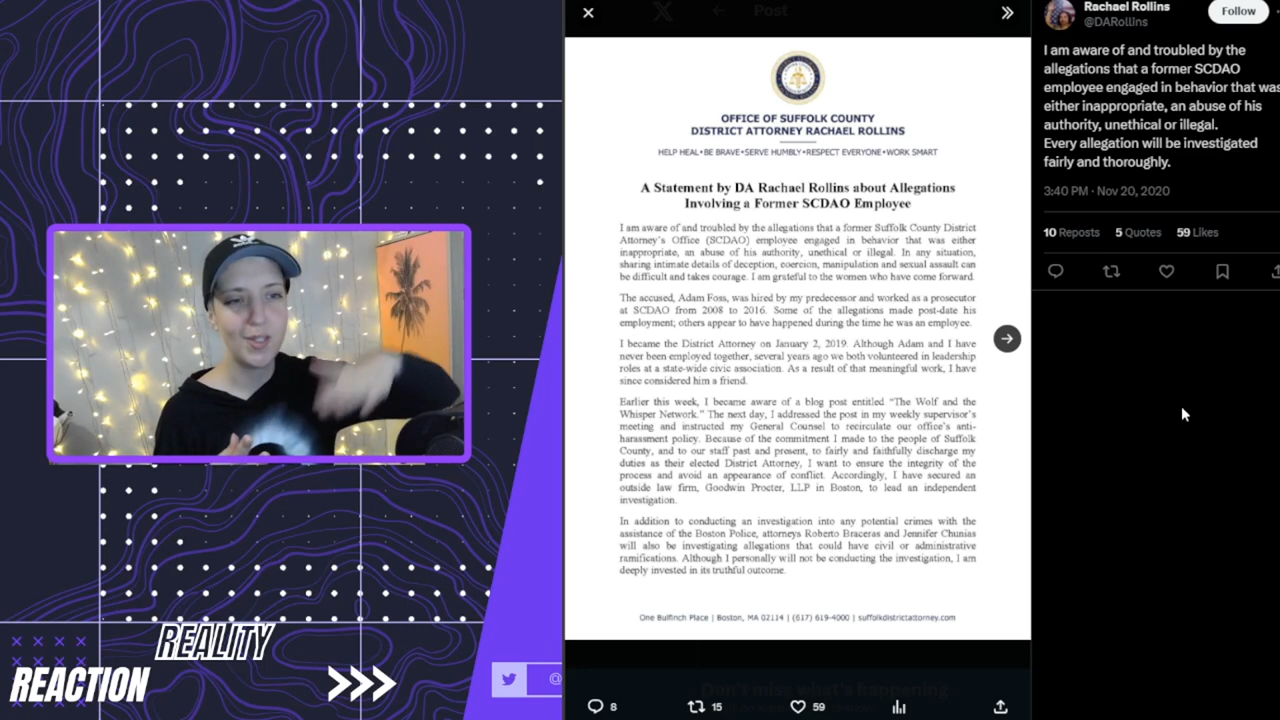 Post
OFFICE OF SUFFOLK COUNTY
DISTRICT ATTORNEY RACHAEL ROLLINS
HELP HEAL•BE BRAVE•SERVE HUMBLY•RESPECT EVERYONE•WORK SMART
A Statement by DA Rachael Rollins about Allegations
Involving a Former SCDAO Employee
I am aware of and troubled by the allegations that a former Suffolk County District
Attorney's Office (SCDAO) employee engaged in behavior that was either
inappropriate, an abuse of his authority, unethical or illegal. In any situation,
sharing intimate details of deception, coercion, manipulation and sexual assault can
be difficult and takes courage. I am grateful to the women who have come forward.
The accused, Adam Foss, was hired by my predecessor and worked as a prosecutor
at SCDAO from 2008 to 2016. Some of the allegations made post-date his
employment; others appear to have happened during the time he was an employee.
I became the District Attorney on January 2, 2019. Although Adam and I have
never been employed together, several years ago we both volunteered in leadership
roles at a state-wide civic association. As a result of that meaningful work, I have
since considered him a friend.
Earlier this week, I became aware of a blog post entitled "The Wolf and the
Whisper Network." The next day, I addressed the post in my weekly supervisor's
meeting and instructed my General Counsel to recirculate our office's anti-
harassment policy. Because of the commitment I made to the people of Suffolk
County, and to our staff past and present, to fairly and faithfully discharge my
duties as their elected District Attorney, I want to ensure the integrity of the
process and avoid an appearance of conflict. Accordingly, I have secured an
outside law firm, Goodwin Procter, LLP in Boston, to lead an independent
investigation.
In addition to conducting an investigation into any potential crimes with the
assistance of the Boston Police, attorneys Roberto Braceras and Jennifer Chunias
will also be investigating allegations that could have civil or administrative
ramifications. Although I personally will not be conducting the investigation, I am
deeply invested in its truthful outcome.
One Bulfinch Place | Boston, MA 02114 | (617) 619-4000 | suffolkdistrictattorney.com
Don't miss what's happening
8
15
59
Rachael Rollins
@DARollins
Follow
I am aware of and troubled by the
allegations that a former SCDAO
employee engaged in behavior that was
either inappropriate, an abuse of his
authority, unethical or illegal.
Every allegation will be investigated
fairly and thoroughly.
3:40 PM · Nov 20, 2020
10 Reposts 5 Quotes 59 Likes
REALITY
REACTION
@